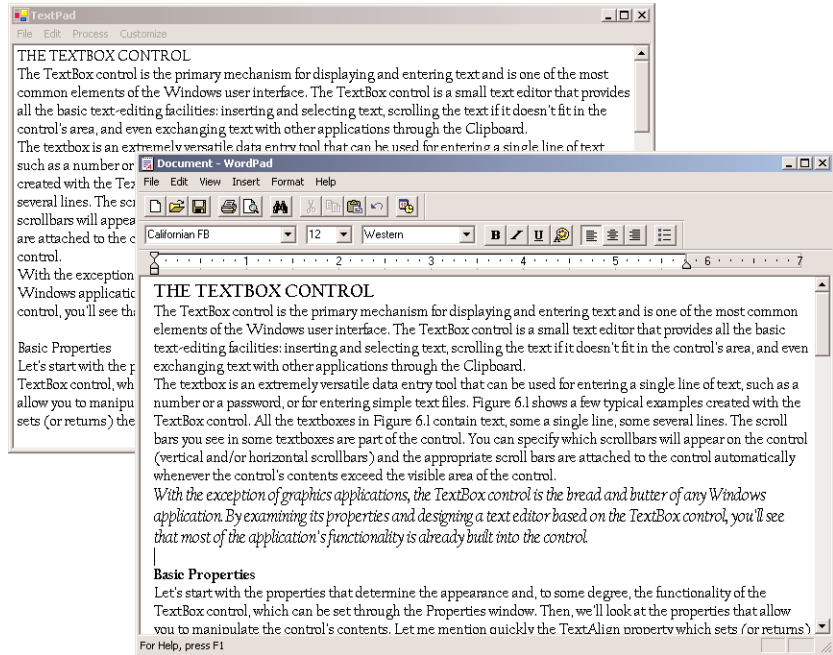 TextPad
File Edit Process Customize
THE TEXTBOX CONTROL
The TextBox control is the primary mechanism for displaying and entering text and is one of the most
common elements of the Windows user interface. The TextBox control is a small text editor that provides
all the basic text-editing facilities: inserting and selecting text, scrolling the text if it doesn't fit in the
control's area, and even exchanging text with other applications through the Clipboard.
The textbox is an extremely versatile data entry tool that can be used for entering a single line of text
such as a number or
created with the Tex
several lines. The scr
scrollbars will appea
are attached to the c
control.
With the exception
Windows applicatio
control, you'll see tha
Basic Properties
Let's start with the p
TextBox control, wh
allow you to manipu
sets (or returns) the
Document - WordPad
File Edit View Insert Format Help
Californian FB 12 Western B I U
1 2 3 4 5 6 7
THE TEXTBOX CONTROL
The TextBox control is the primary mechanism for displaying and entering text and is one of the most common
elements of the Windows user interface. The TextBox control is a small text editor that provides all the basic
text-editing facilities: inserting and selecting text, scrolling the text if it doesn't fit in the control's area, and even
exchanging text with other applications through the Clipboard.
The textbox is an extremely versatile data entry tool that can be used for entering a single line of text, such as a
number or a password, or for entering simple text files. Figure 6.1 shows a few typical examples created with the
TextBox control. All the textboxes in Figure 6.1 contain text, some a single line, some several lines. The scroll
bars you see in some textboxes are part of the control. You can specify which scrollbars will appear on the control
(vertical and/or horizontal scrollbars) and the appropriate scroll bars are attached to the control automatically
whenever the control's contents exceed the visible area of the control.
With the exception of graphics applications, the TextBox control is the bread and butter of any Windows
application. By examining its properties and designing a text editor based on the TextBox control, you'll see
that most of the application's functionality is already built into the control.
Basic Properties
Let's start with the properties that determine the appearance and, to some degree, the functionality of the
TextBox control, which can be set through the Properties window. Then, we'll look at the properties that allow
you to manipulate the control's contents. Let me mention quickly the TextAlign property which sets (or returns)
For Help, press F1